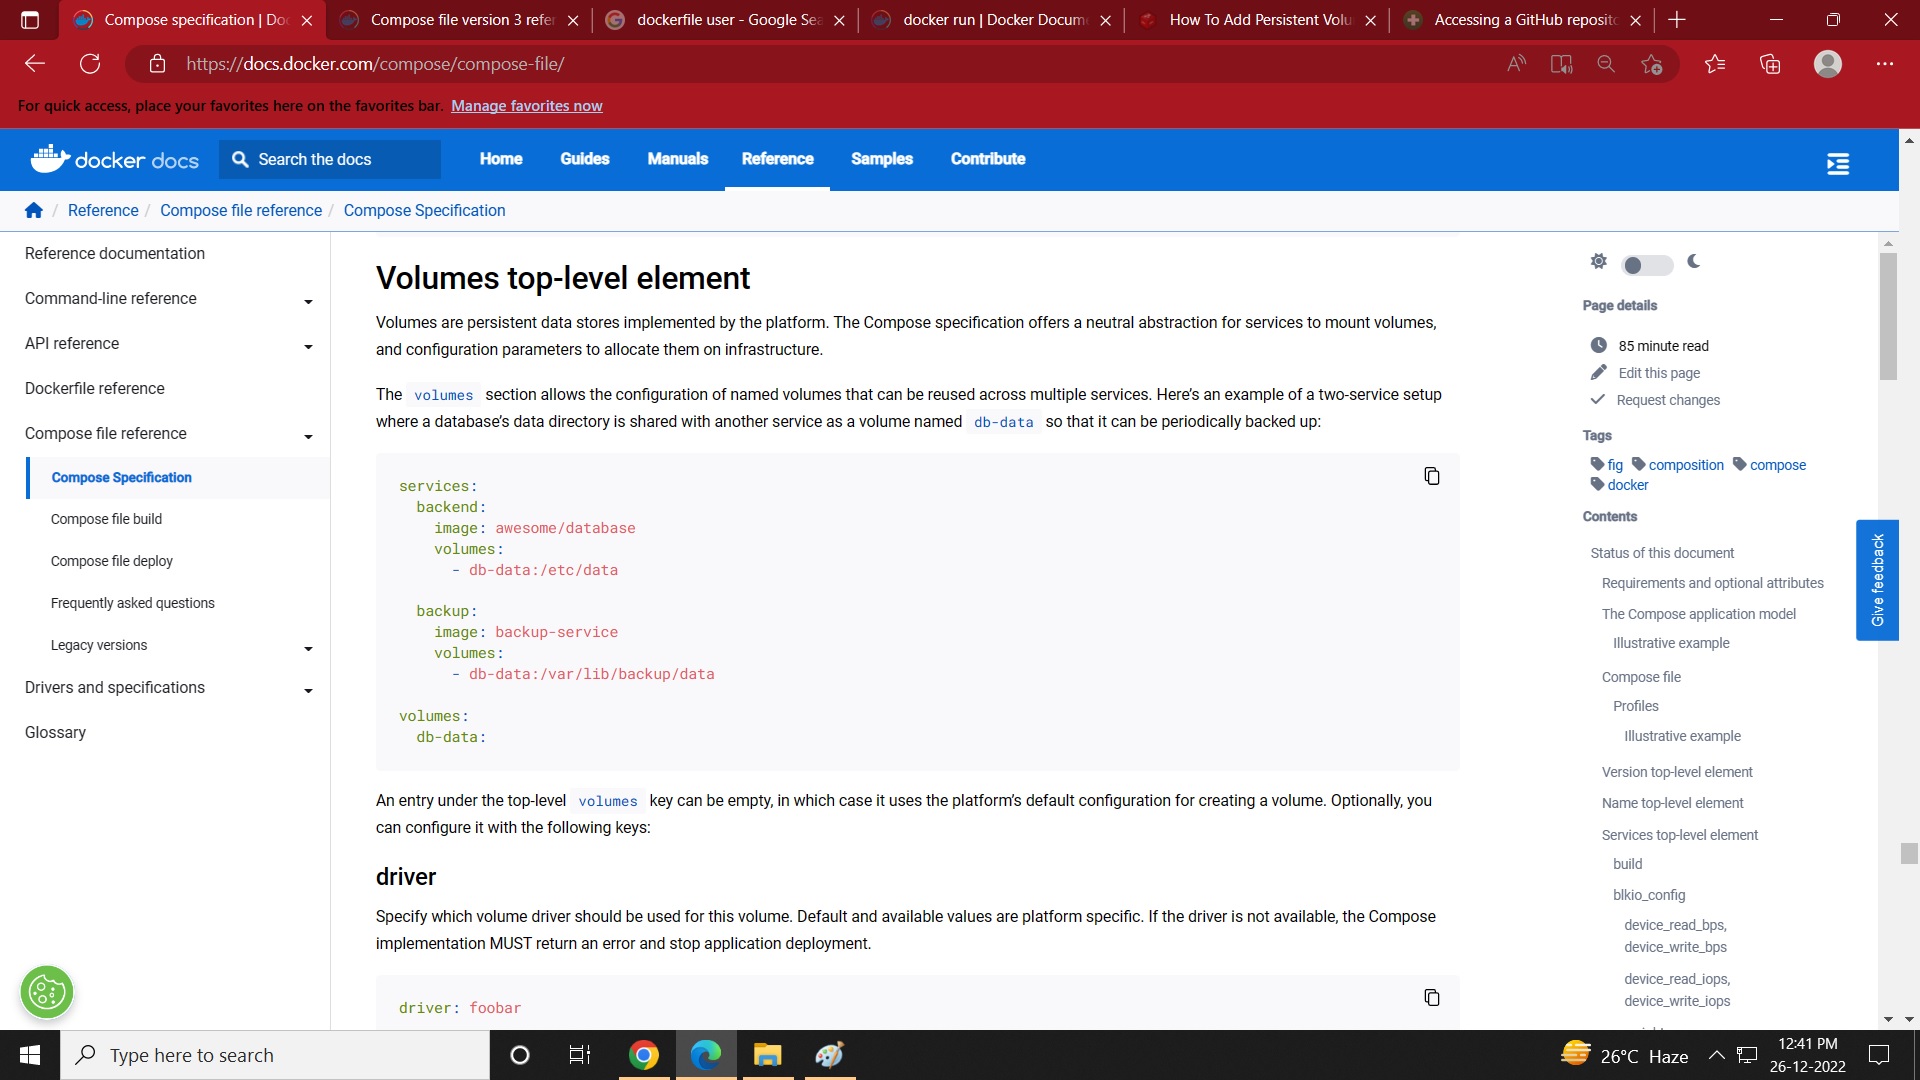 Compose specification | Doc
Compose file version 3 refer
dockerfile user - Google Sea
docker run | Docker Docum
How To Add Persistent Volu
Accessing a GitHub reposito
https://docs.docker.com/compose/compose-file/
For quick access, place your favorites here on the favorites bar. Manage favorites now
docker docs
Search the docs
Home
Guides
Manuals
Reference
Samples
Contribute
/ Reference / Compose file reference / Compose Specification
Reference documentation
Command-line reference
API reference
Dockerfile reference
Compose file reference
Compose Specification
Compose file build
Compose file deploy
Frequently asked questions
Legacy versions
Drivers and specifications
Glossary
Volumes top-level element
Volumes are persistent data stores implemented by the platform. The Compose specification offers a neutral abstraction for services to mount volumes,
and configuration parameters to allocate them on infrastructure.
The volumes section allows the configuration of named volumes that can be reused across multiple services. Here’s an example of a two-service setup
where a database’s data directory is shared with another service as a volume named db-data so that it can be periodically backed up:
services:
backend:
image: awesome/database
volumes:
- db-data:/etc/data
backup:
image: backup-service
volumes:
- db-data:/var/lib/backup/data
volumes:
db-data:
An entry under the top-level volumes key can be empty, in which case it uses the platform’s default configuration for creating a volume. Optionally, you
can configure it with the following keys:
driver
Specify which volume driver should be used for this volume. Default and available values are platform specific. If the driver is not available, the Compose
implementation MUST return an error and stop application deployment.
driver: foobar
Page details
85 minute read
Edit this page
Request changes
Tags
fig composition compose
docker
Contents
Status of this document
Requirements and optional attributes
The Compose application model
Illustrative example
Compose file
Profiles
Illustrative example
Version top-level element
Name top-level element
Services top-level element
build
blkio_config
device_read_bps,
device_write_bps
device_read_iops,
device_write_iops
Give feedback
Type here to search
26°C Haze
12:41 PM
26-12-2022